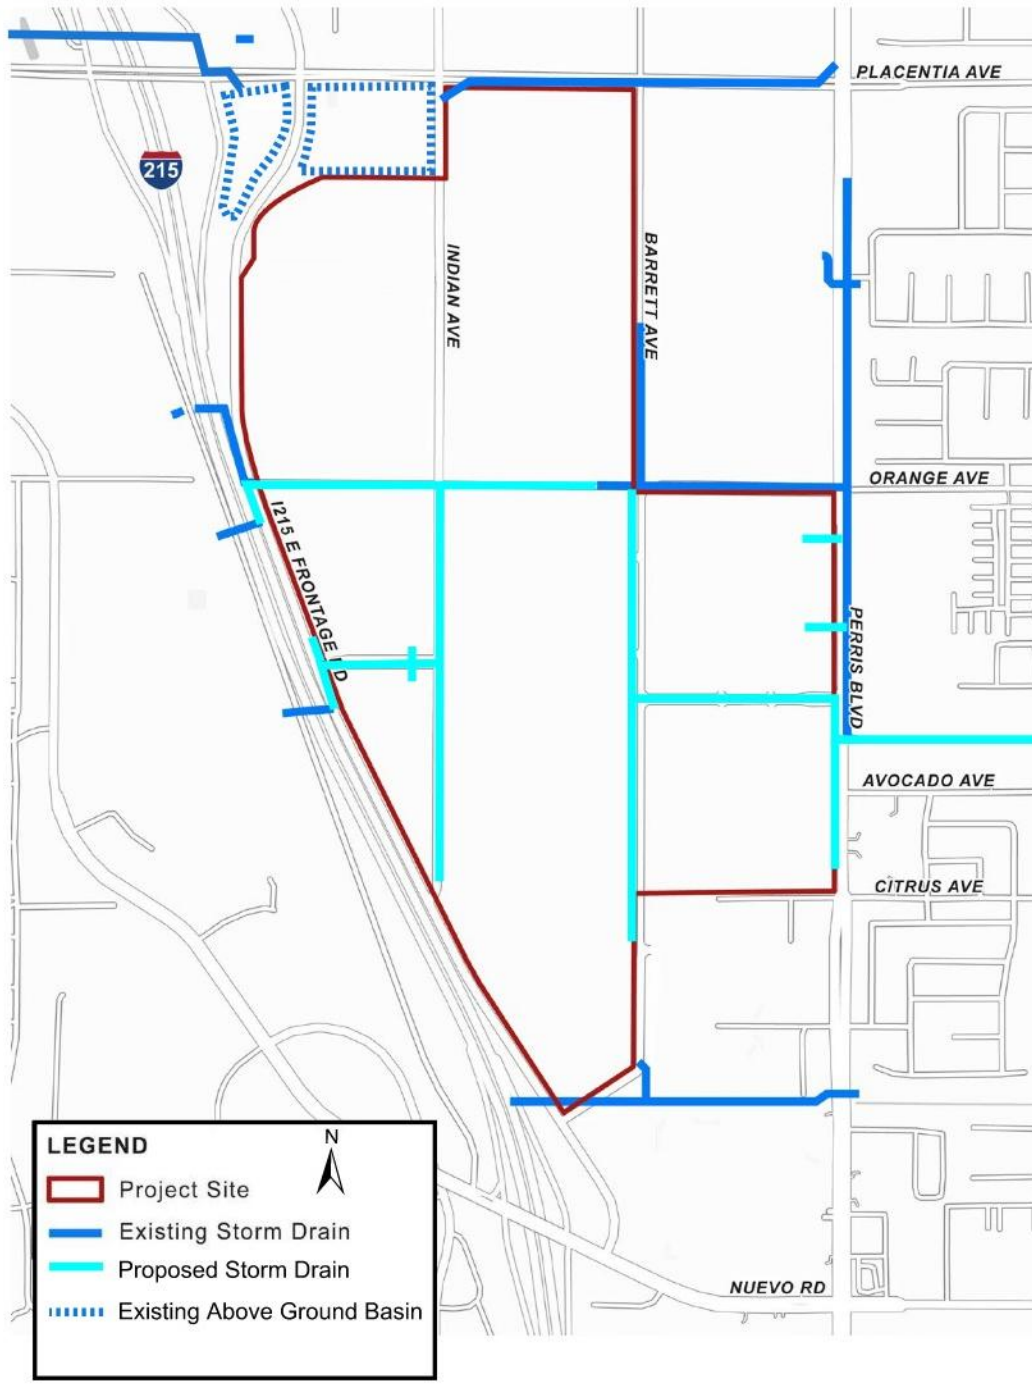 PLACENTIA AVE
215
INDIAN AVE
BARRETT AVE
ORANGE AVE
I215 E FRONTAGE RD
PERRIS BLVD
AVOCADO AVE
CITRUS AVE
LEGEND
N
Project Site
Existing Storm Drain
Proposed Storm Drain
Existing Above Ground Basin
NUEVO RD